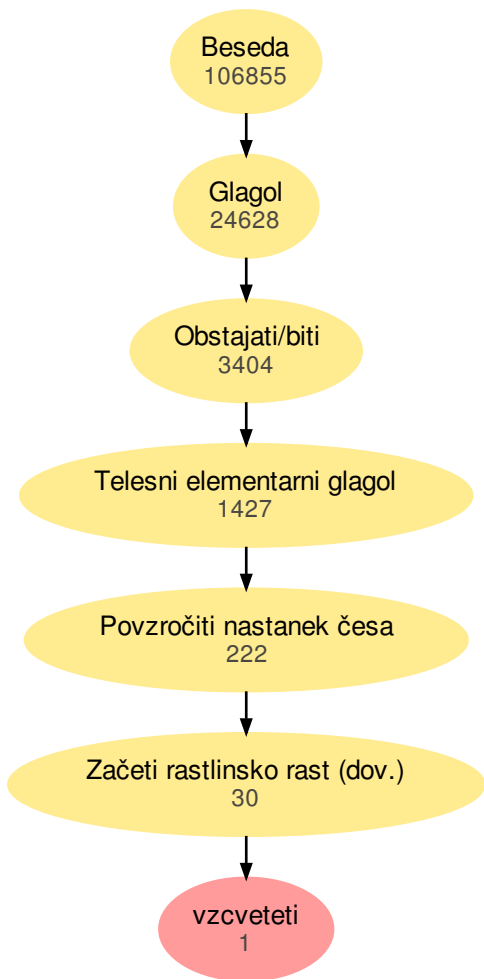 Beseda
106855
Glagol
24628
Obstajati/biti
3404
Telesni elementarni glagol
1427
Povzročiti nastanek česa
222
Začeti rastlinsko rast (dov.)
30
vzcveteti
1